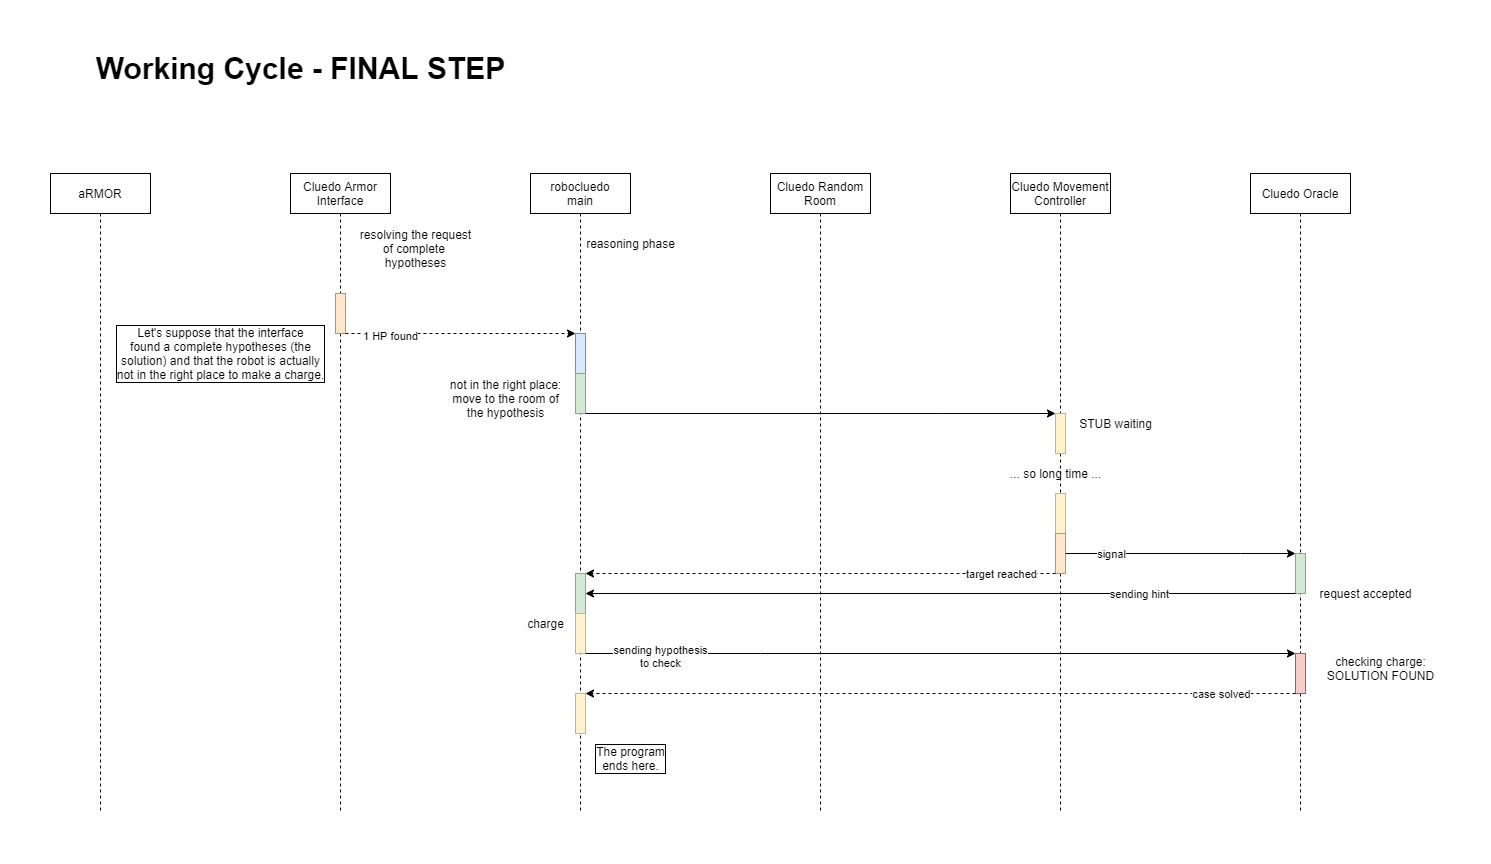 Working Cycle - FINAL STEP
aRMOR
Cluedo Armor
Interface
robocluedo
main
Cluedo Random
Room
Cluedo Movement
Controller
Cluedo Oracle
resolving the request
of complete
hypotheses
reasoning phase
Let's suppose that the interface
found a complete hypotheses (the
solution) and that the robot is actually
not in the right place to make a charge.
1 HP found
not in the right place:
move to the room of
the hypothesis
STUB waiting
... so long time ...
signal
target reached
sending hint
request accepted
charge
sending hypothesis
to check
checking charge:
SOLUTION FOUND
case solved
The program
ends here.